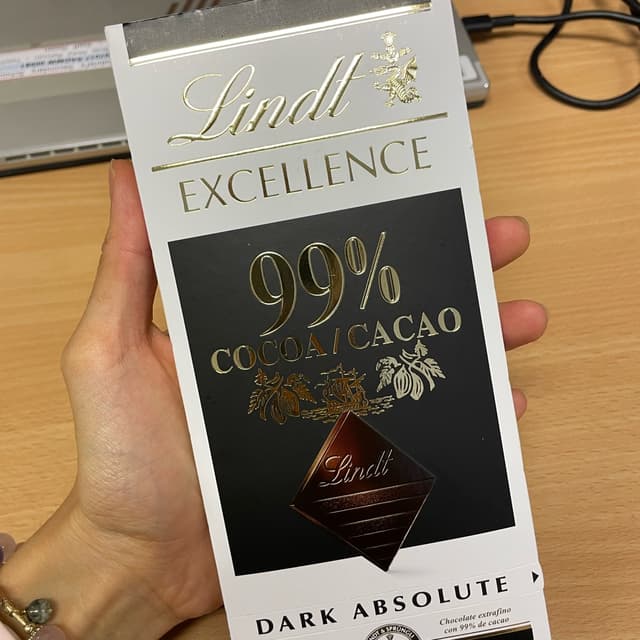 Lindt
EXCELLENCE
99%
COCOA / CACAO
Lindt
DARK ABSOLUTE
Chocolate extrafino
con 99% de cacao